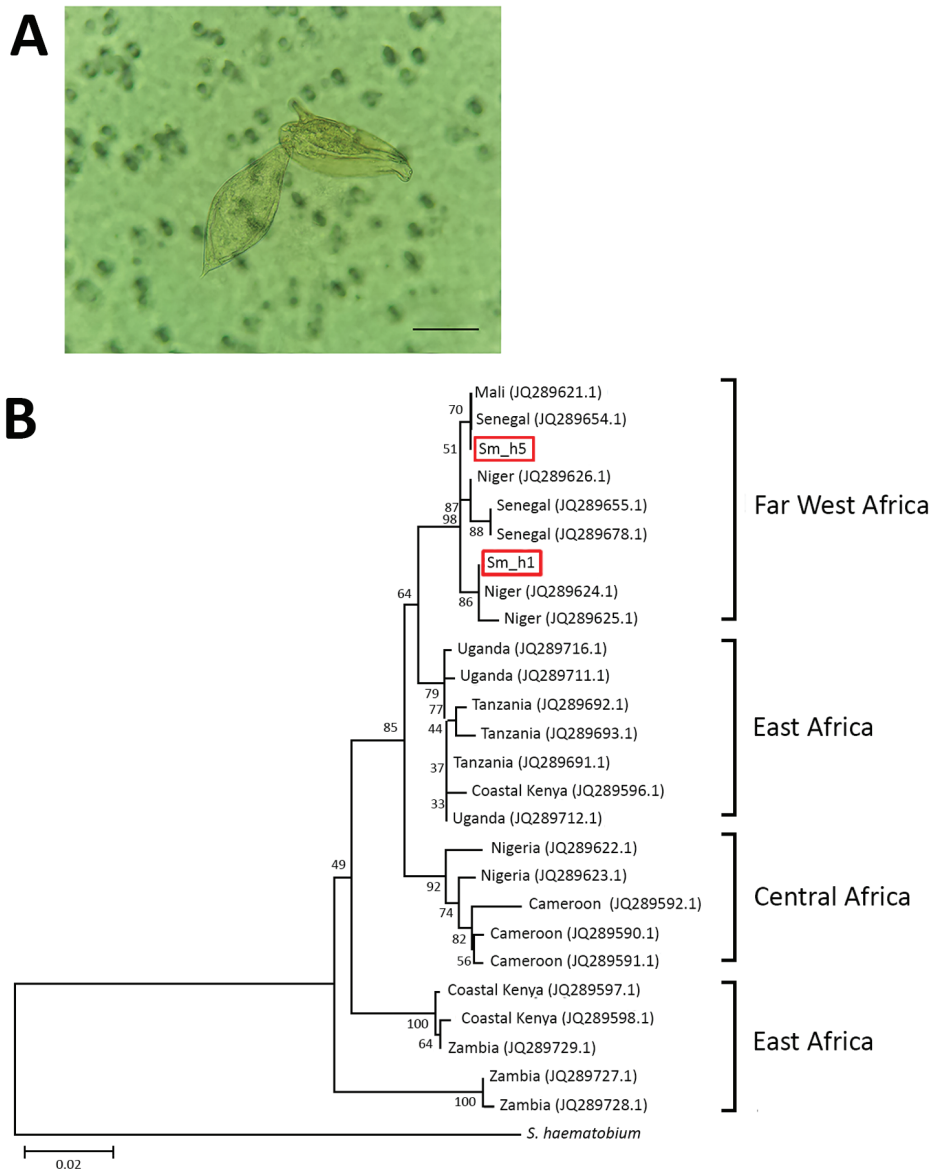 A
B
Mali (JQ289621.1)
70
Senegal (JQ289654.1)
51
Sm_h5
Niger (JQ289626.1)
87
Senegal (JQ289655.1)
Far West Africa
98
88
Senegal (JQ289678.1)
Sm_h1
64
86
Niger (JQ289624.1)
Niger (JQ289625.1)
Uganda (JQ289716.1)
Uganda (JQ289711.1)
79
77
Tanzania (JQ289692.1)
85
44
Tanzania (JQ289693.1)
East Africa
37
Tanzania (JQ289691.1)
Coastal Kenya (JQ289596.1)
33
Uganda (JQ289712.1)
Nigeria (JQ289622.1)
49
92
Nigeria (JQ289623.1)
Central Africa
74
Cameroon (JQ289592.1)
82
Cameroon (JQ289590.1)
56
Cameroon (JQ289591.1)
Coastal Kenya (JQ289597.1)
100
Coastal Kenya (JQ289598.1)
64
Zambia (JQ289729.1)
East Africa
Zambia (JQ289727.1)
100
Zambia (JQ289728.1)
S. haematobium
0.02